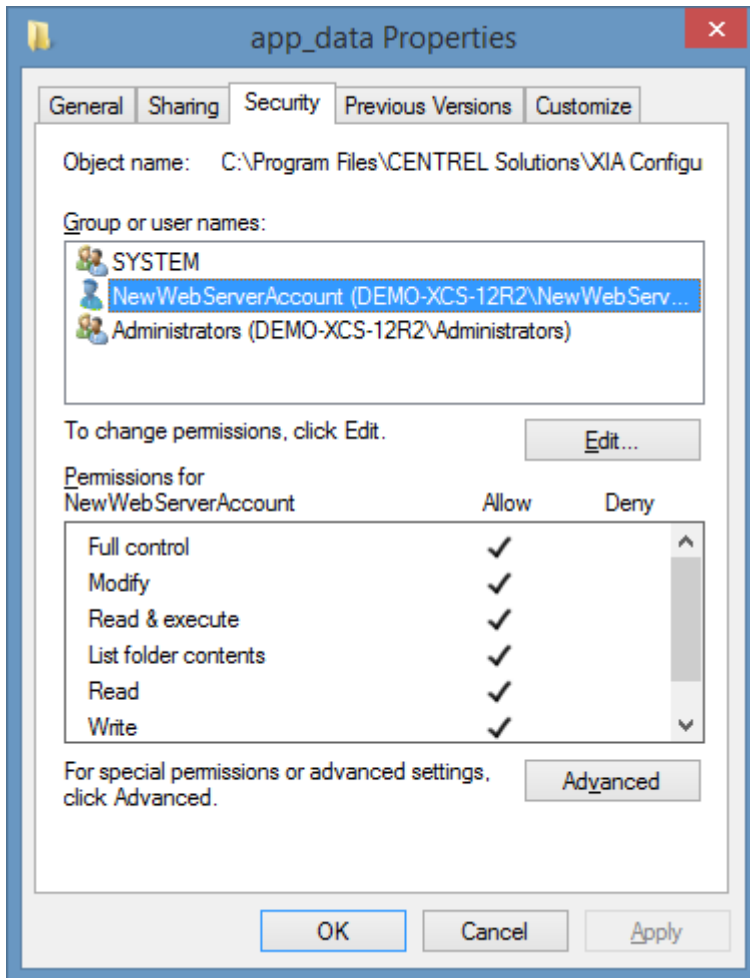 app_data Properties
General Sharing Security Previous Versions Customize
Object name: C:\Program Files\CENTREL Solutions\XIA Configu
Group or user names:
SYSTEM
NewWebServerAccount (DEMO-XCS-12R2\NewWebServ...
Administrators (DEMO-XCS-12R2\Administrators)
To change permissions, click Edit.
Edit...
Permissions for
NewWebServerAccount Allow Deny
Full control
Modify
Read & execute
List folder contents
Read
Write
For special permissions or advanced settings,
click Advanced.
Advanced
OK Cancel Apply